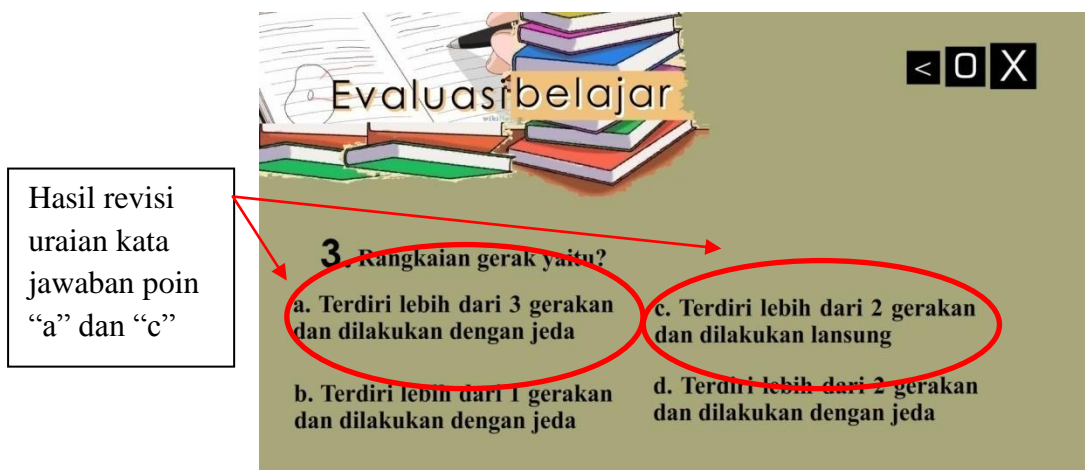 Evaluasi belajar
< O X
Hasil revisi
uraian kata
jawaban poin
“a” dan “c”
3. Rangkaian gerak yaitu?
a. Terdiri lebih dari 3 gerakan
dan dilakukan dengan jeda
b. Terdiri lebih dari 1 gerakan
dan dilakukan dengan jeda
c. Terdiri lebih dari 2 gerakan
dan dilakukan lansung
d. Terdiri lebih dari 2 gerakan
dan dilakukan dengan jeda